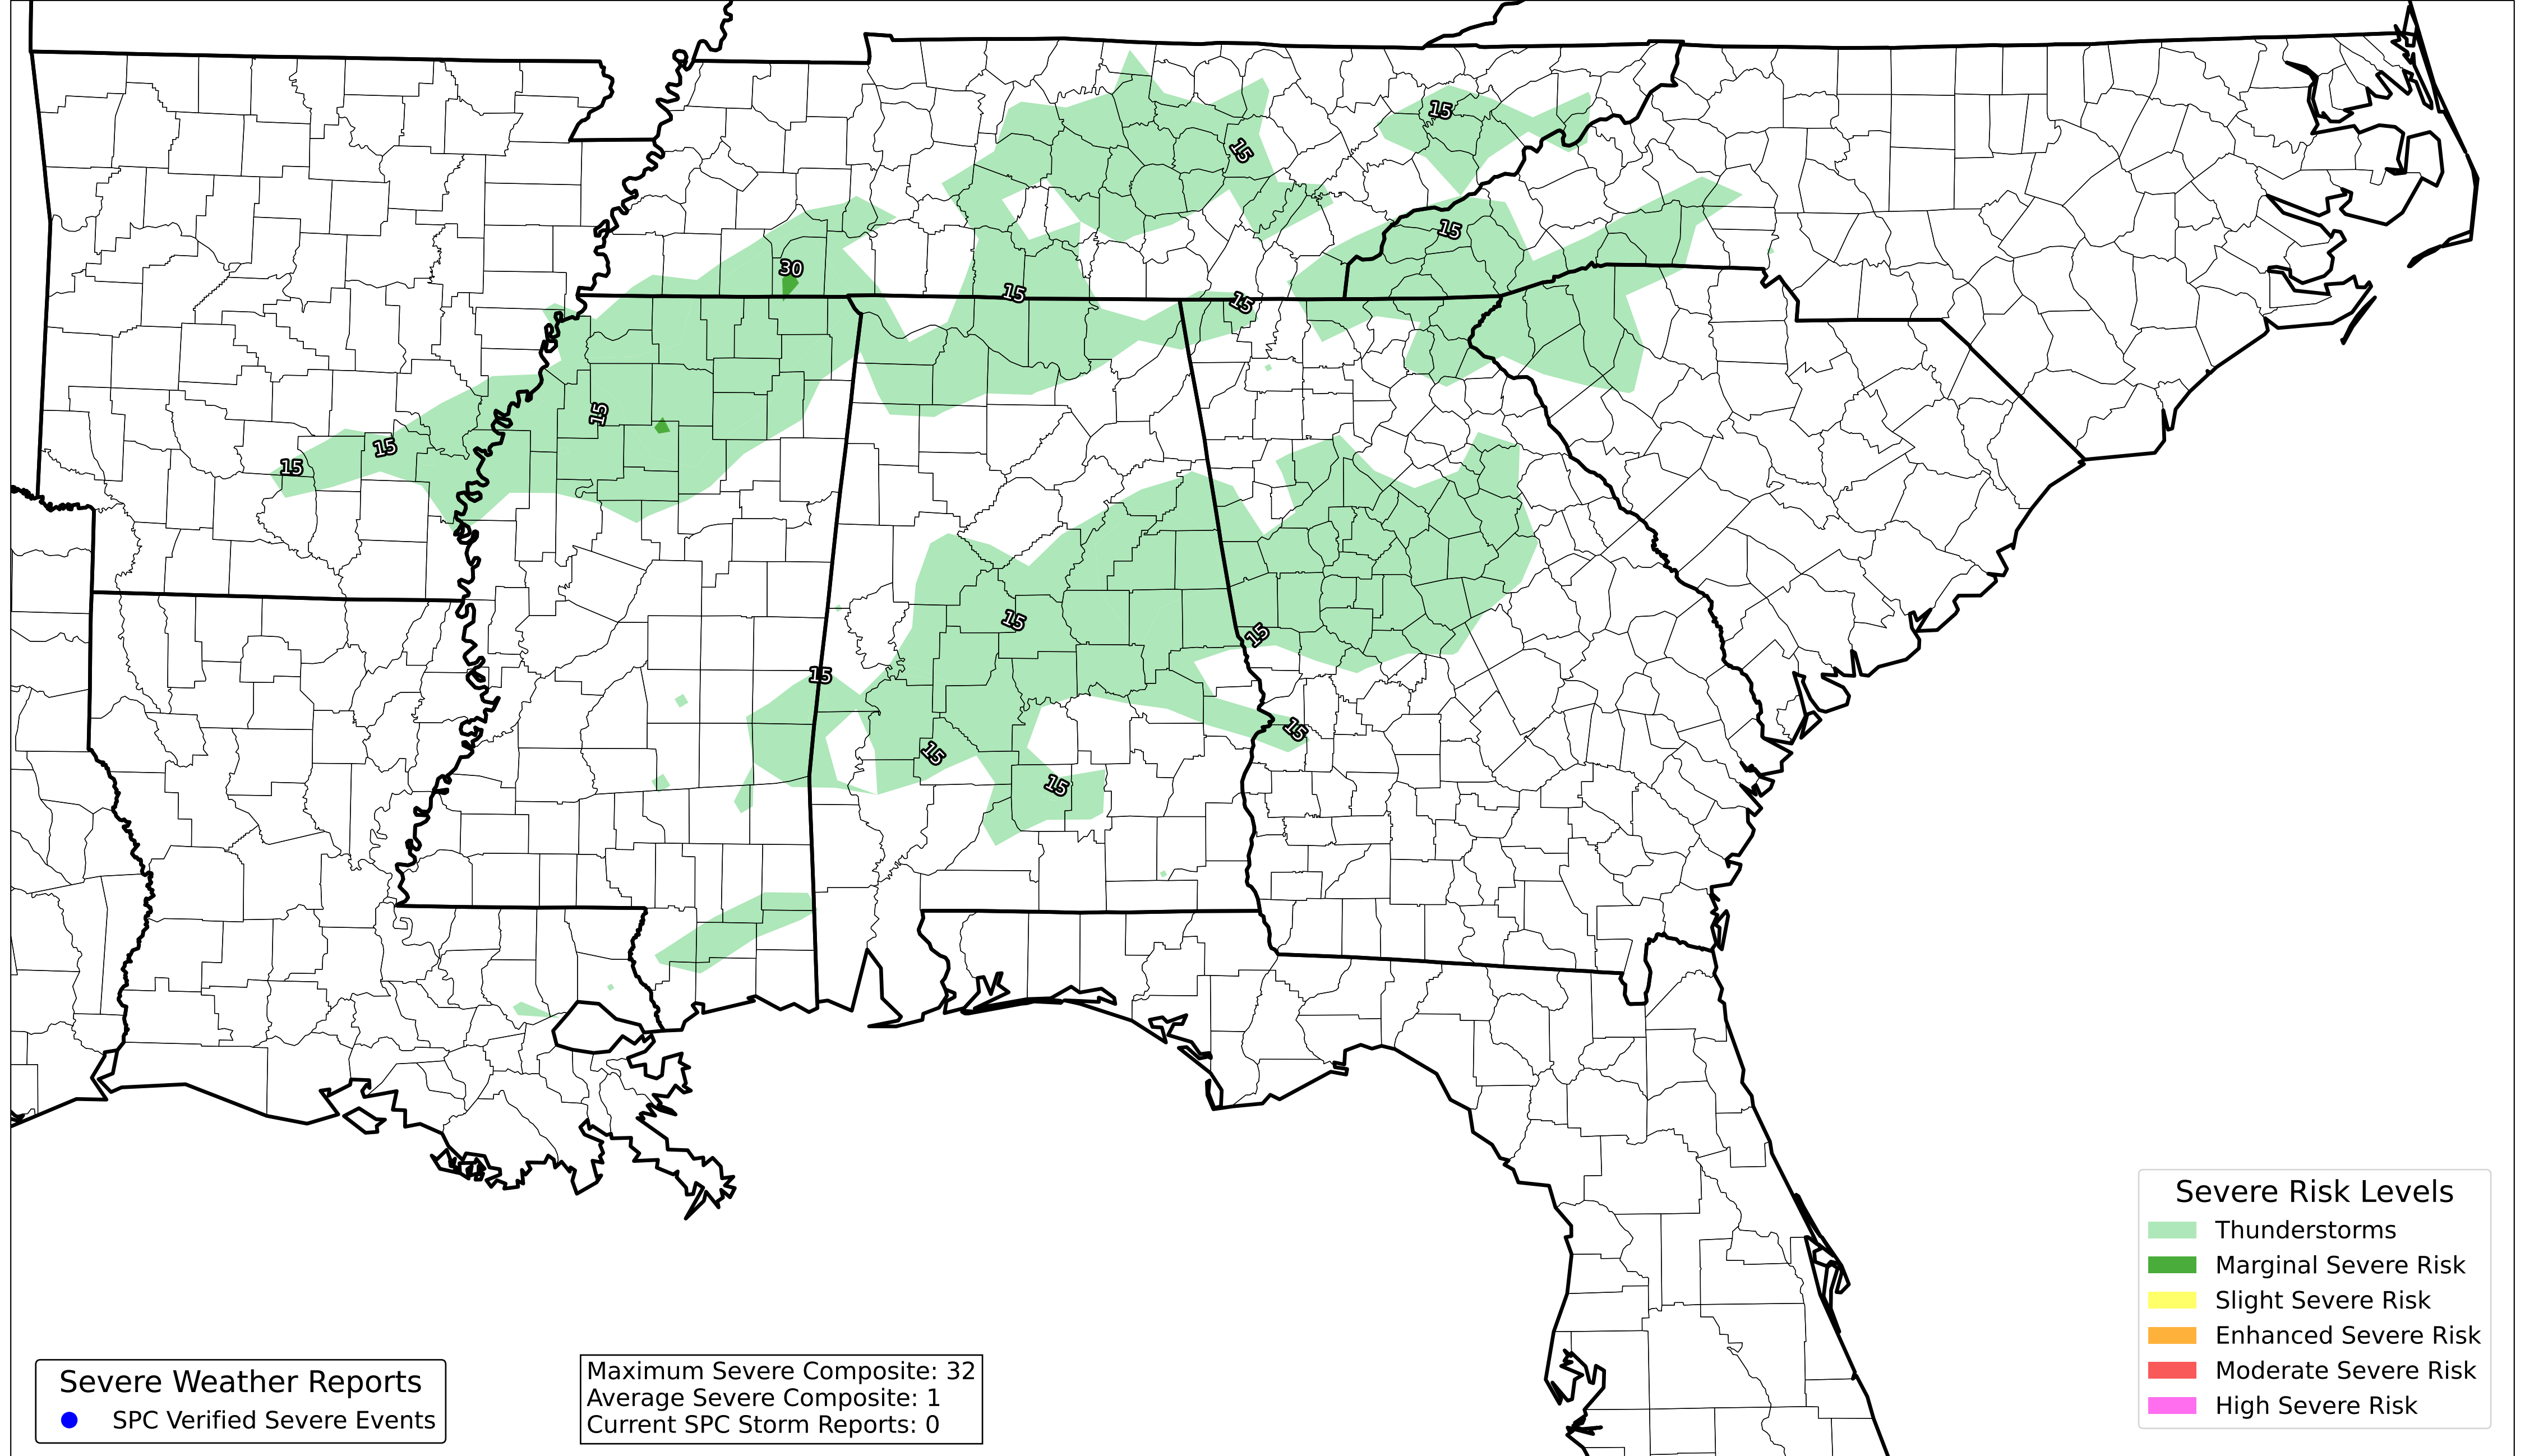 15
15
15
30
15
15
15
15
15
15
15
15
15
15
15
Severe Risk Levels
Thunderstorms
Marginal Severe Risk
Slight Severe Risk
Enhanced Severe Risk
Moderate Severe Risk
High Severe Risk
Severe Weather Reports
SPC Verified Severe Events
Maximum Severe Composite: 32
Average Severe Composite: 1
Current SPC Storm Reports: 0